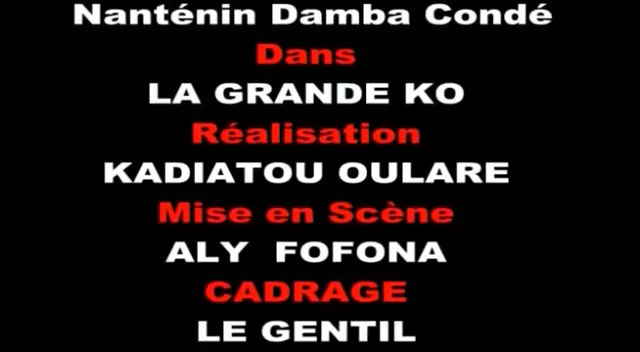 Nanténin Damba Condé
Dans
LA GRANDE KO
Réalisation
KADIATOU OULARE
Mise en Scène
ALY FOFONA
CADRAGE
LE GENTIL